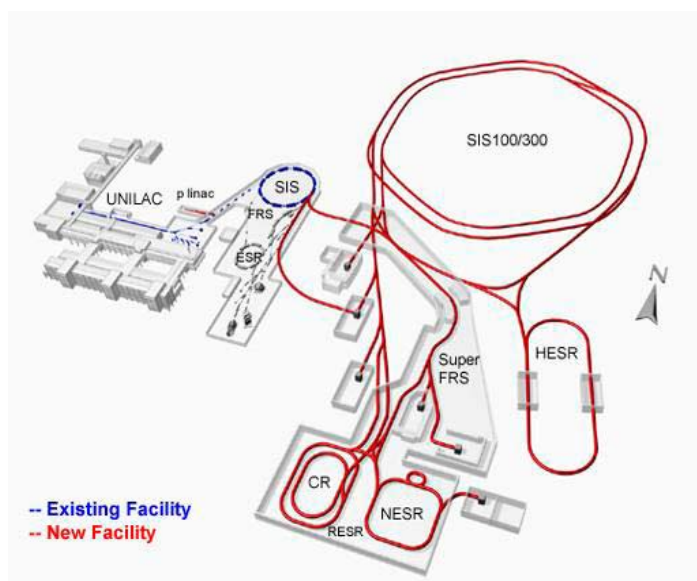 SIS100/300
p linac
UNILAC
SIS
FRS
ESR
N
HESR
Super
FRS
CR
NESR
RESR
-- Existing Facility
-- New Facility